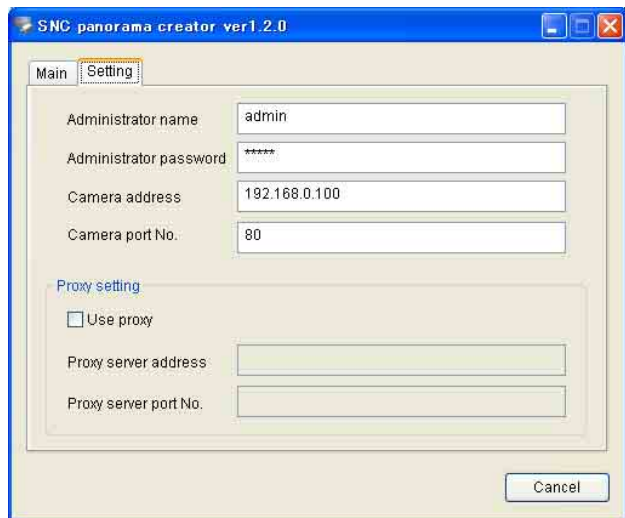 SNC panorama creator ver1.2.0
Main Setting
Administrator name admin
Administrator password *****
Camera address 192.168.0.100
Camera port No. 80
Proxy setting
Use proxy
Proxy server address
Proxy server port No.
Cancel